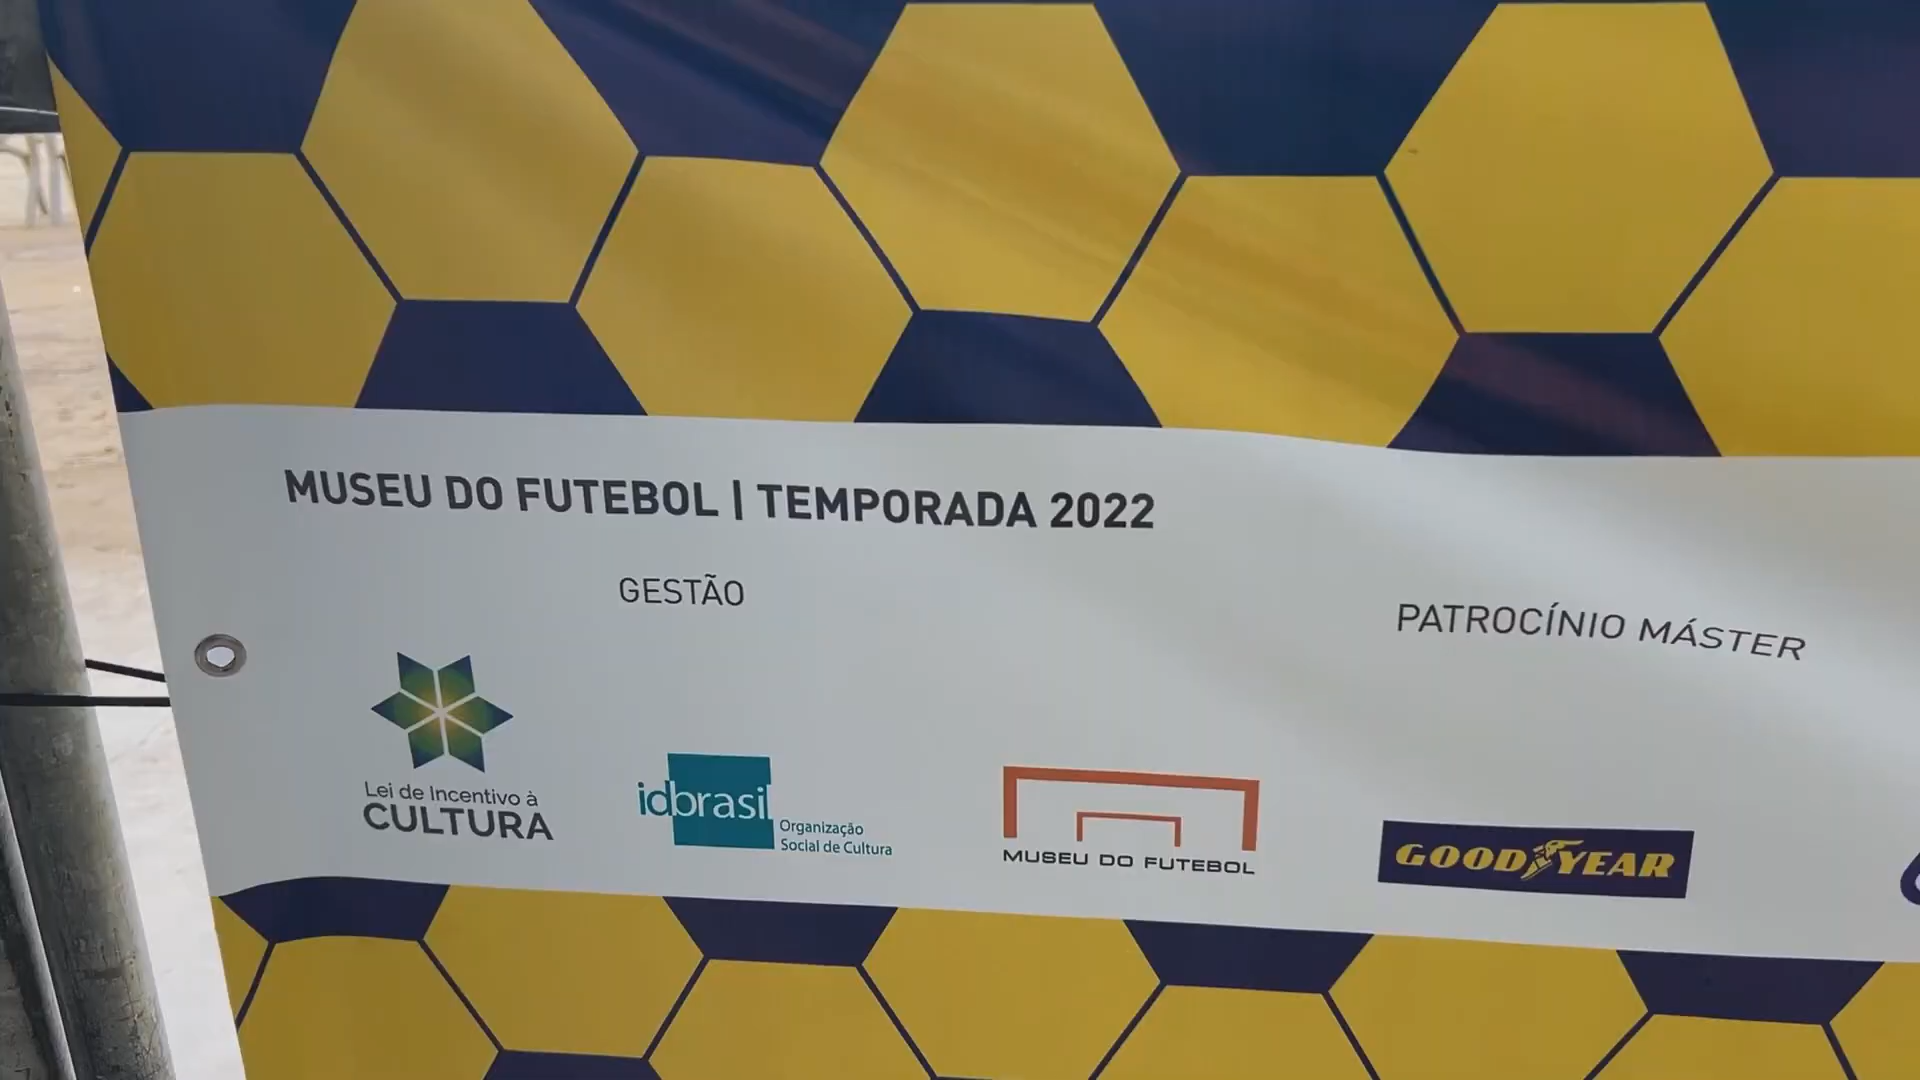 MUSEU DO FUTEBOL | TEMPORADA 2022
GESTÃO
PATROCÍNIO MÁSTER
Lei de Incentivo à
CULTURA
idbrasil
Organização
Social de Cultura
MUSEU DO FUTEBOL
GOODYEAR